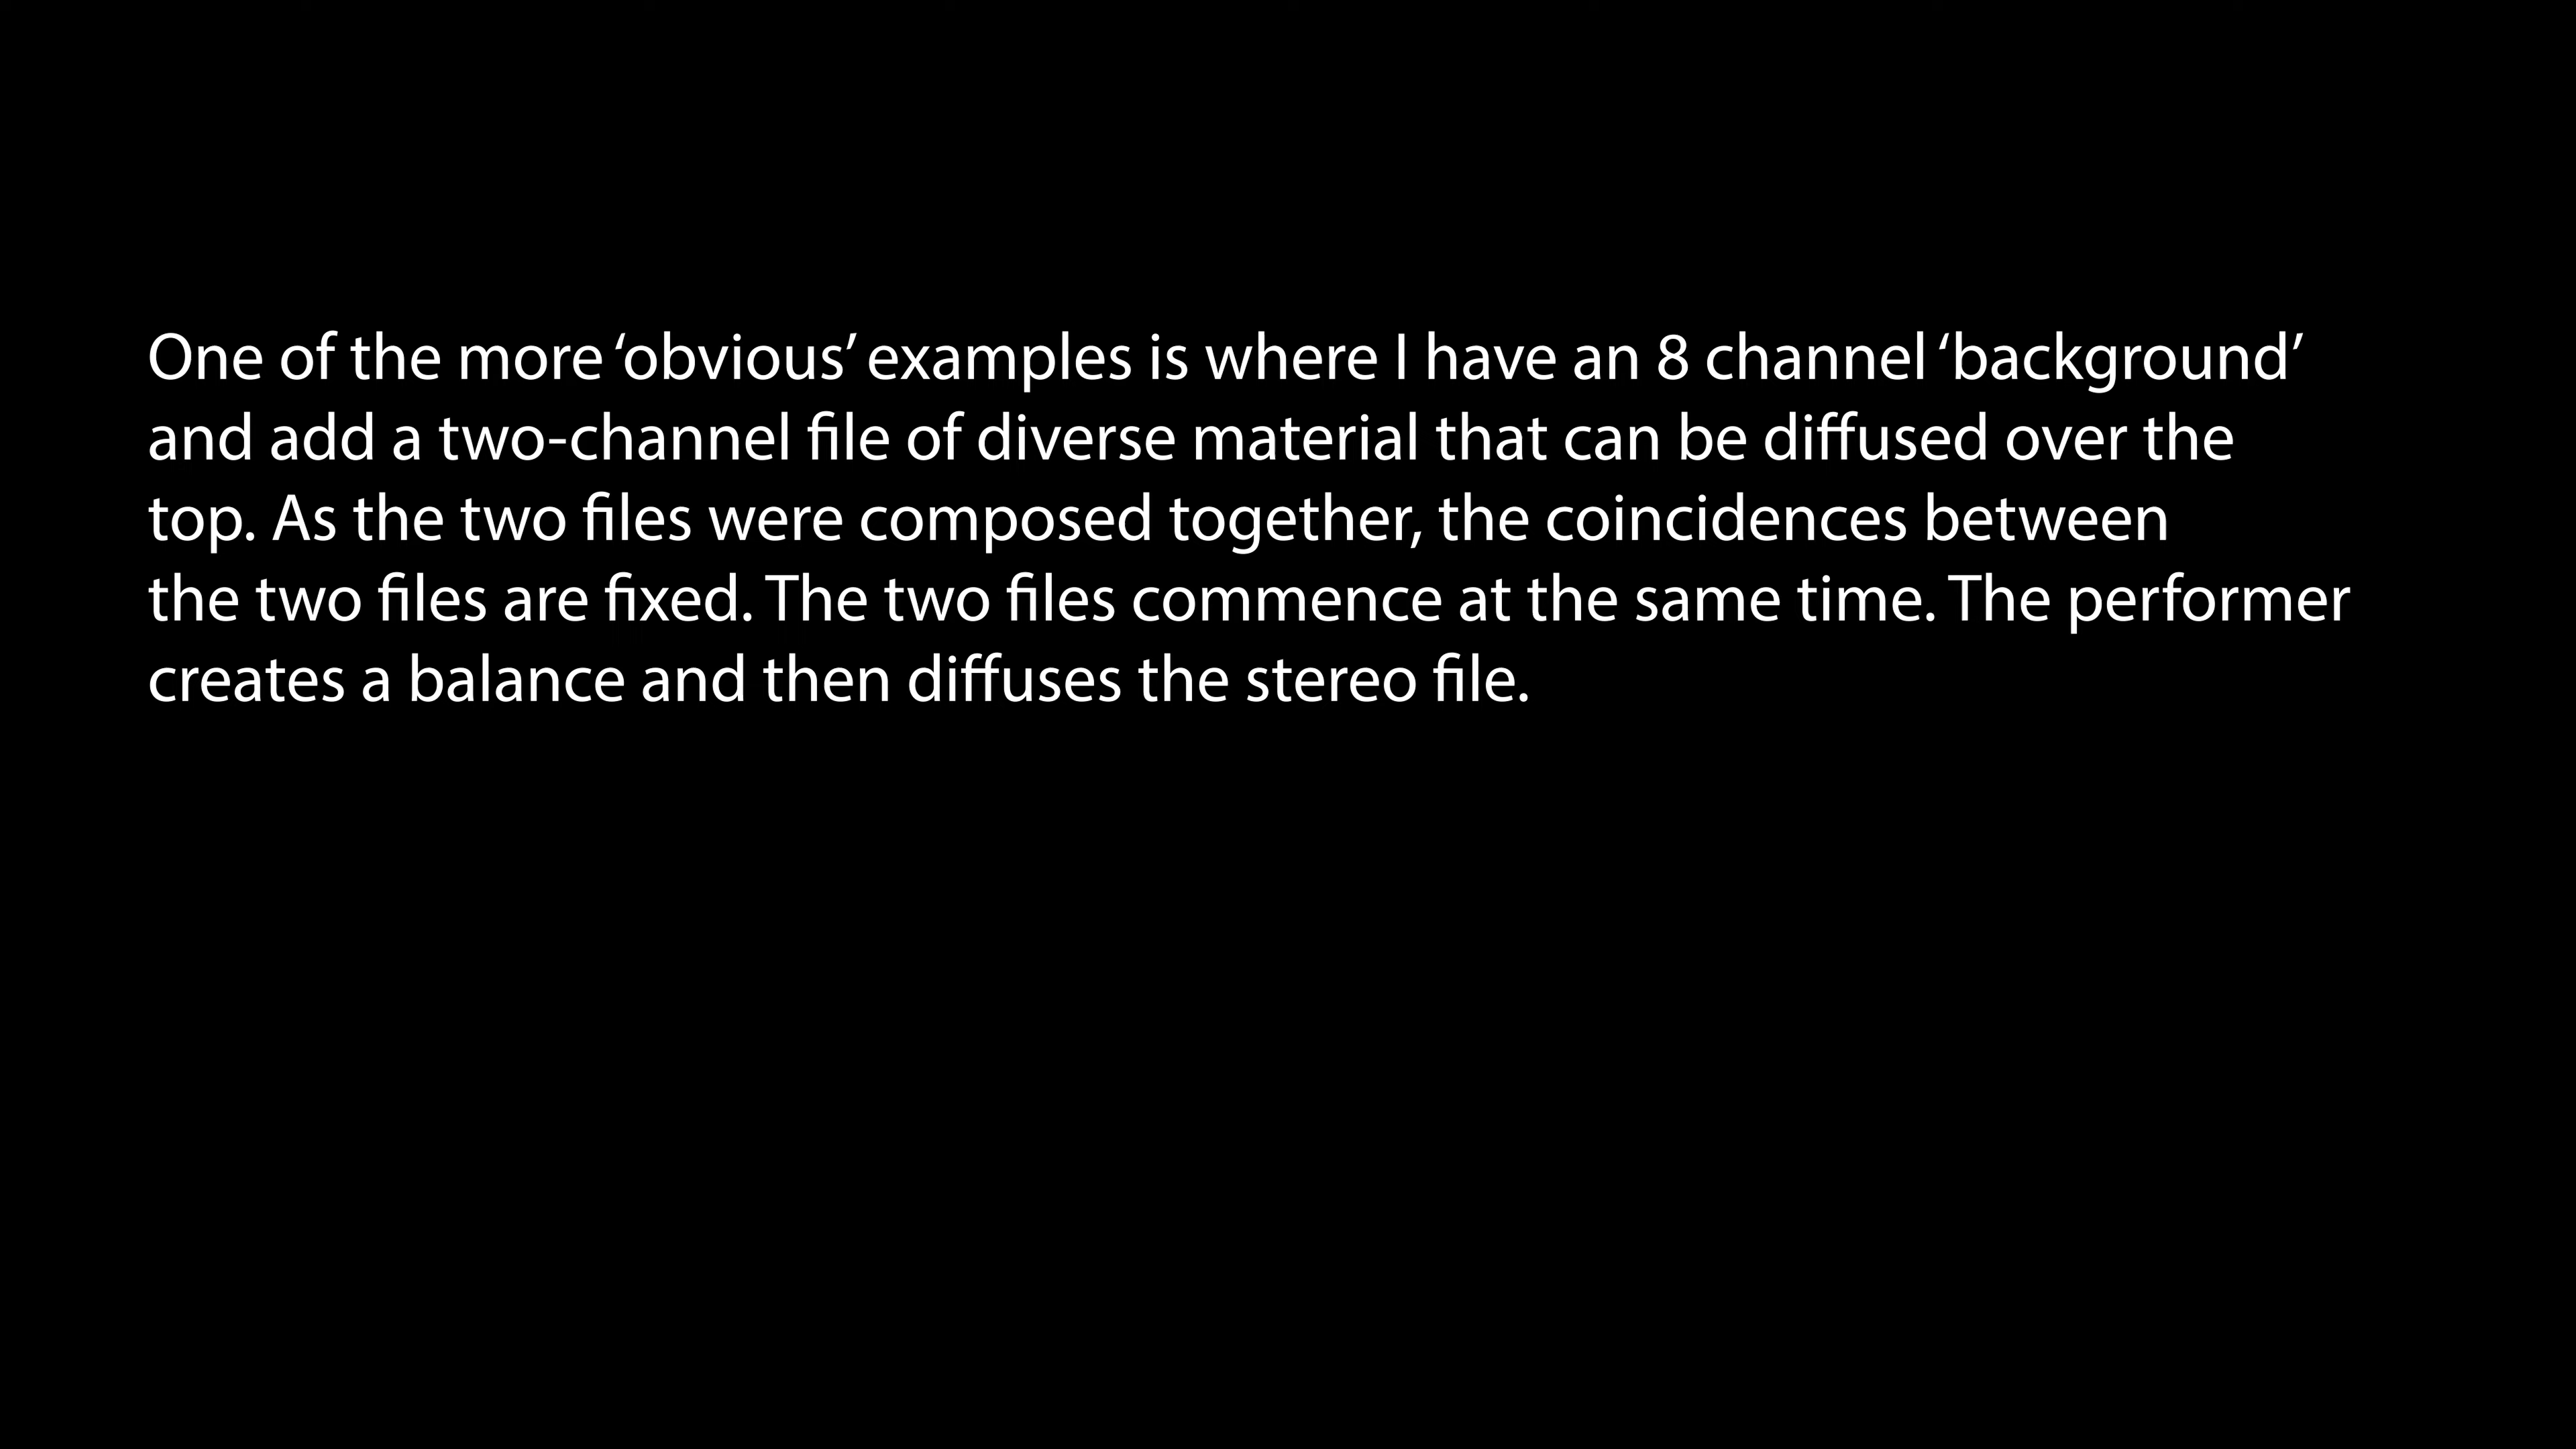 One of the more ‘obvious’ examples is where I have an 8 channel ‘background’
and add a two-channel file of diverse material that can be diffused over the
top. As the two files were composed together, the coincidences between
the two files are fixed. The two files commence at the same time. The performer
creates a balance and then diffuses the stereo file.